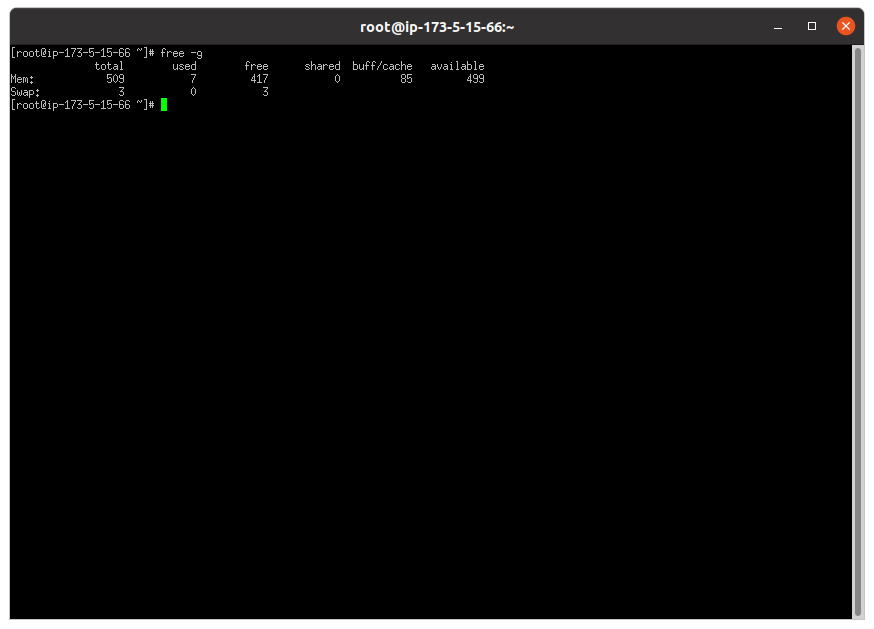 root@ip-173-5-15-66:~
[root@ip-173-5-15-66 ~]# free -g
              total        used        free      shared  buff/cache   available
Mem:            509           7         417           0          85         499
Swap:             3           0           3
[root@ip-173-5-15-66 ~]#